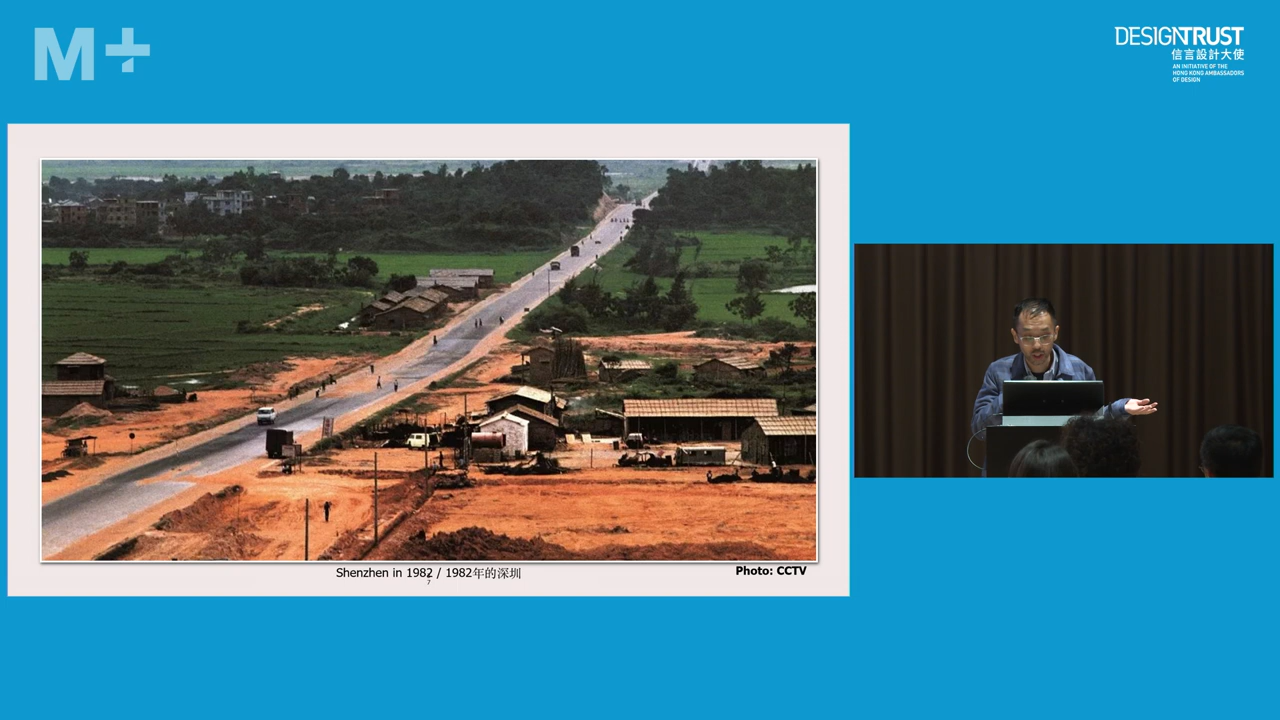 M+
DESIGNTRUST
信言設計大使
AN INITIATIVE OF THE
HONG KONG AMBASSADORS
OF DESIGN
Shenzhen in 1982 / 1982年的深圳
7
Photo: CCTV